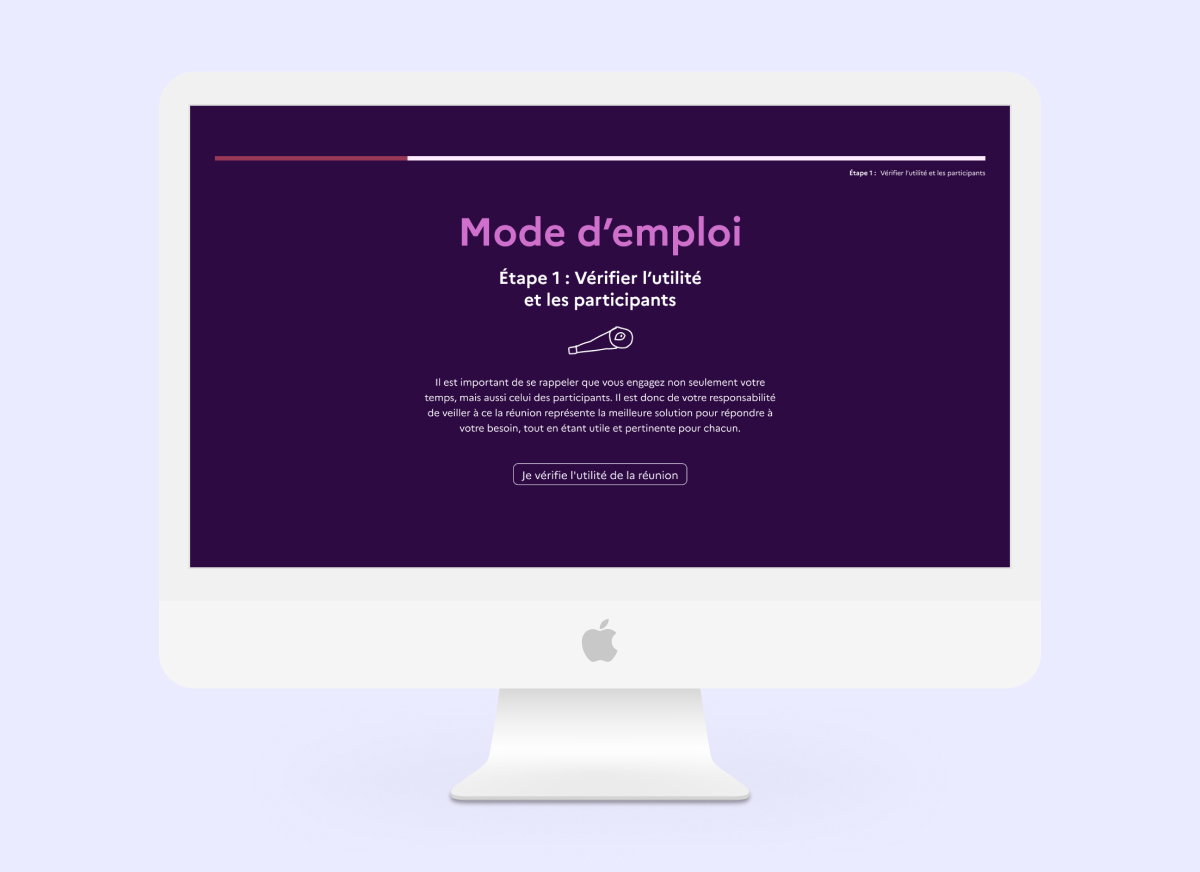 Étape 1 : Vérifier l'utilité et les participants
Mode d’emploi
Étape 1 : Vérifier l’utilité
et les participants
Il est important de se rappeler que vous engagez non seulement votre
temps, mais aussi celui des participants. Il est donc de votre responsabilité
de veiller à ce la réunion représente la meilleure solution pour répondre à
votre besoin, tout en étant utile et pertinente pour chacun.
Je vérifie l'utilité de la réunion